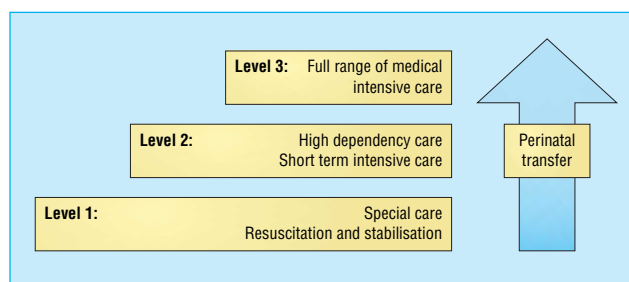 Level 3: Full range of medical
intensive care
Level 2: High dependency care
Short term intensive care
Perinatal
transfer
Level 1: Special care
Resuscitation and stabilisation